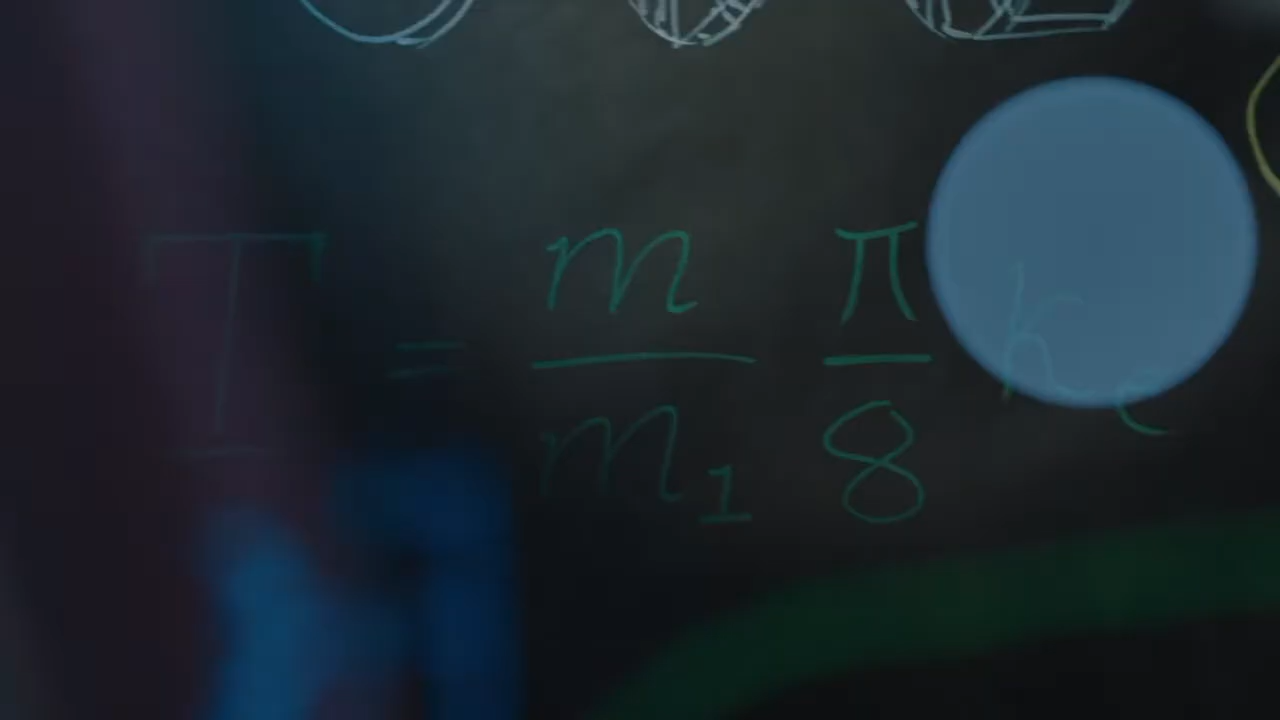 T = m/m₁ π/8 h c